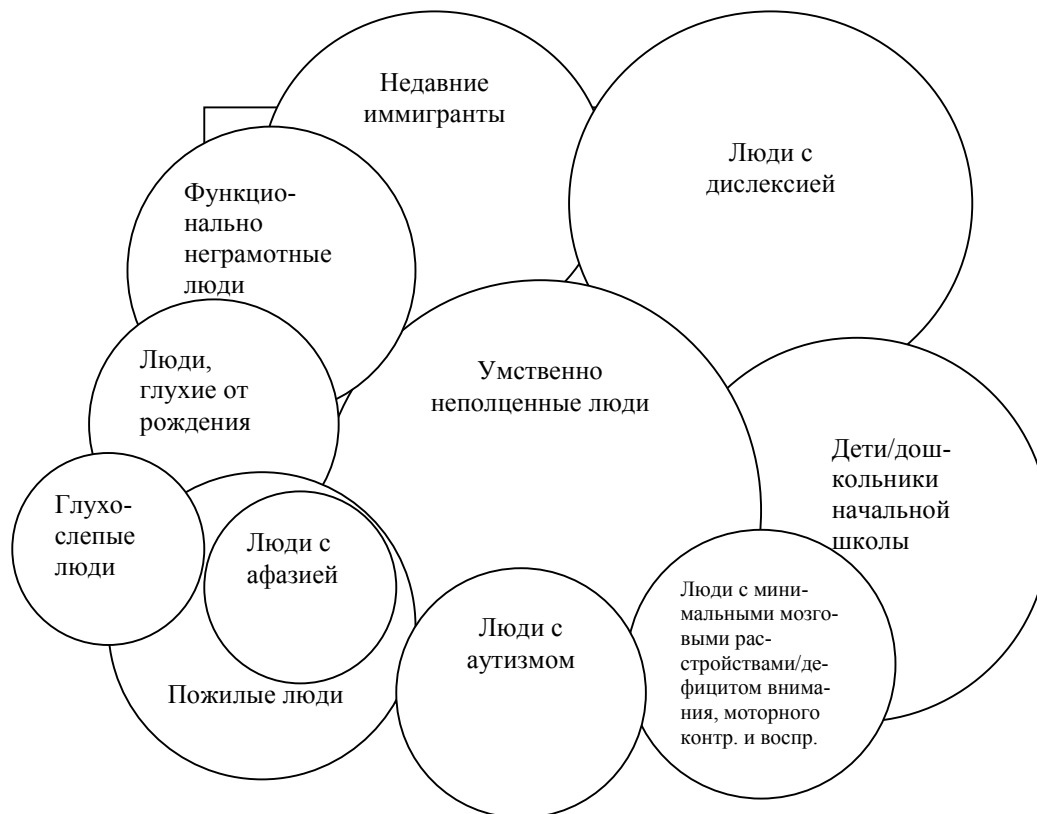 Недавние
иммигранты
Люди с
дислексией
Функцио-
нально
неграмотные
люди
Люди,
глухие от
рождения
Умственно
неполценные люди
Дети/дош-
кольники
начальной
школы
Глухо-
слепые
люди
Люди с
афазией
Пожилые люди
Люди с
аутизмом
Люди с мини-
мальными мозго-
выми рас-
стройствами/де-
фицитом внима-
ния, моторного
контр. и воспр.